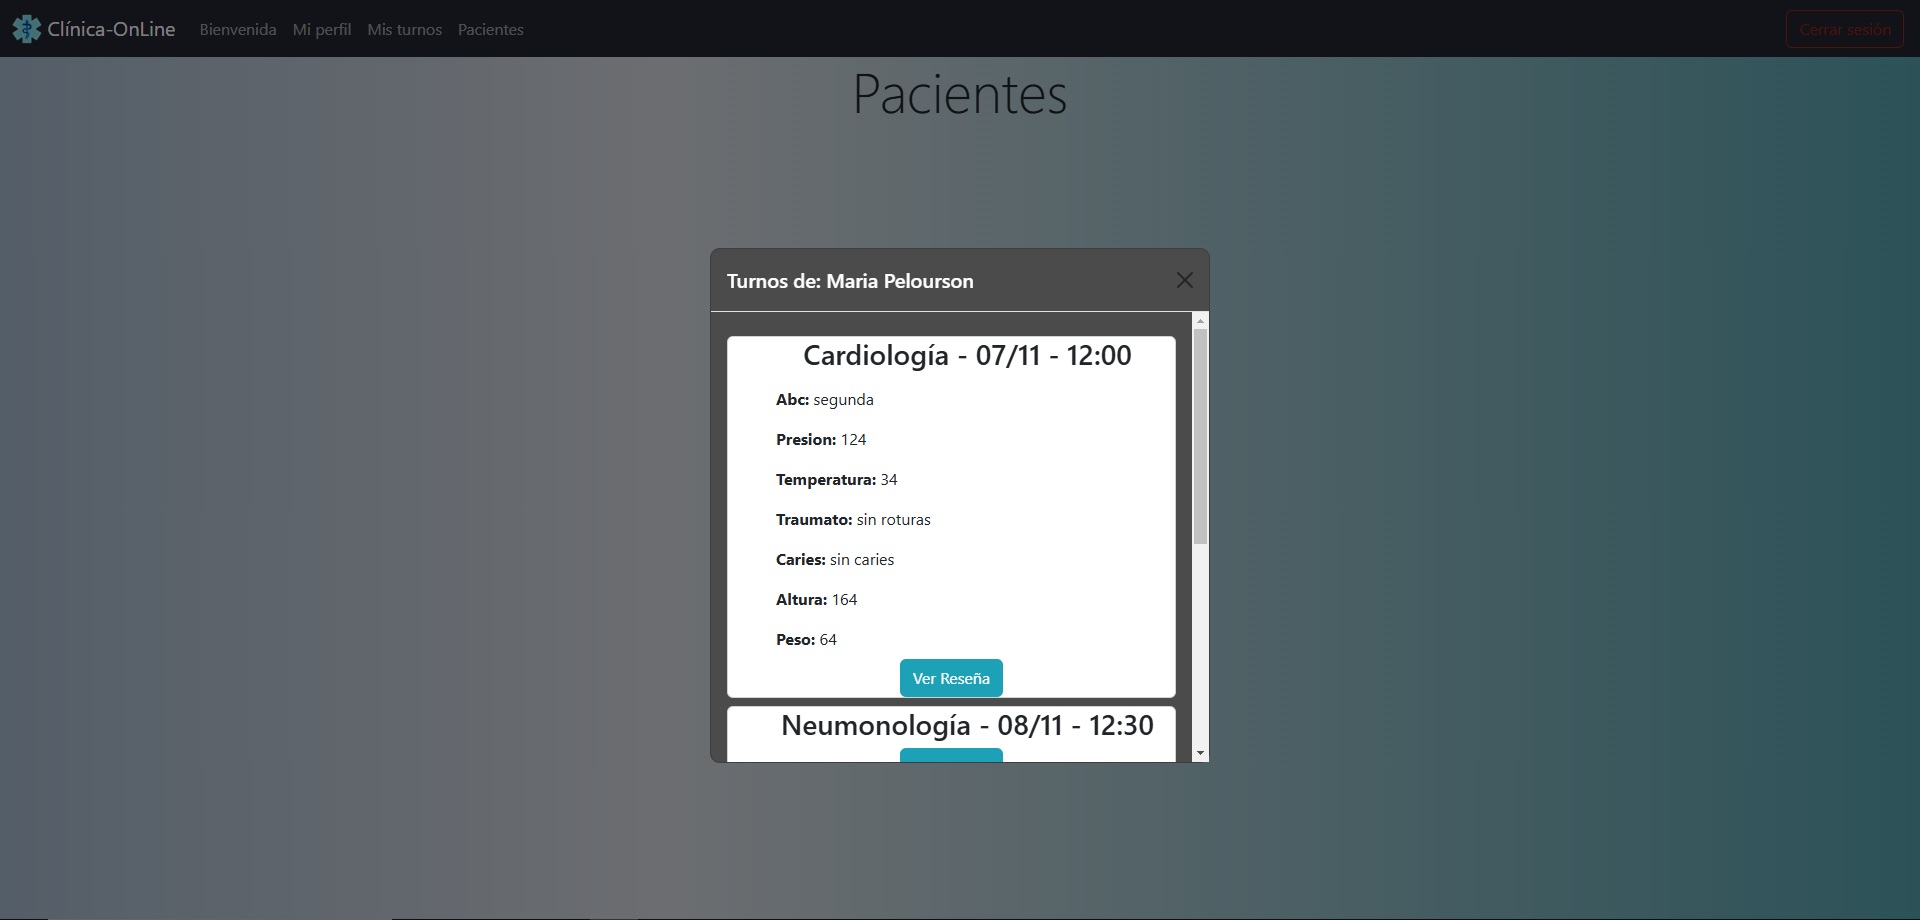 Clínica-OnLine Bienvenida Mi perfil Mis turnos Pacientes Cerrar sesión
Pacientes
Turnos de: Maria Pelourson
Cardiología - 07/11 - 12:00
Abc: segunda
Presion: 124
Temperatura: 34
Traumato: sin roturas
Caries: sin caries
Altura: 164
Peso: 64
Ver Reseña
Neumonología - 08/11 - 12:30